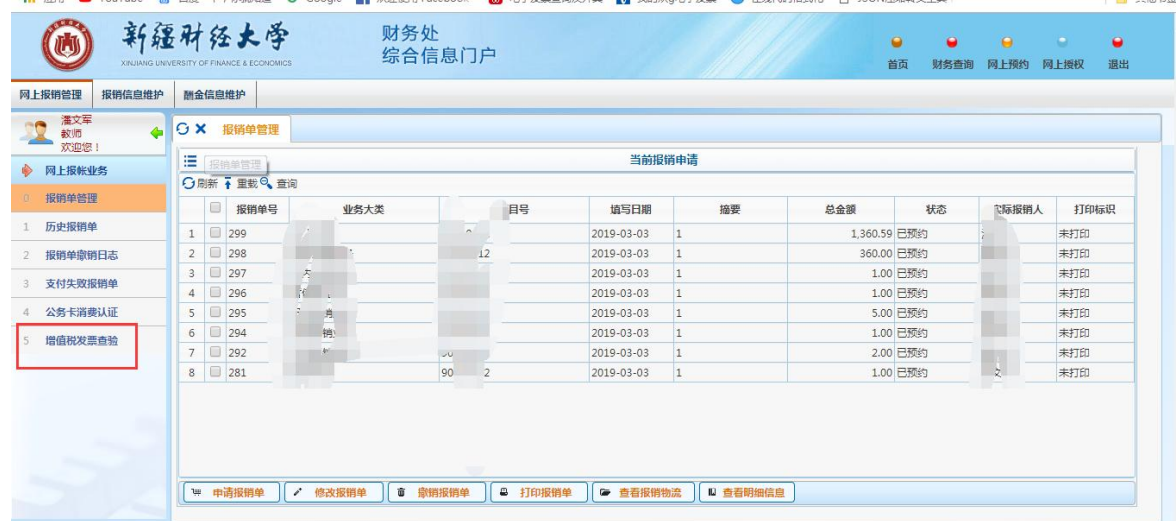 新疆财经大学
XINJIANG UNIVERSITY OF FINANCE & ECONOMICS
财务处
综合信息门户
首页 财务查询 网上预约 网上授权 退出
网上报销管理 报销信息维护 酬金信息维护
潘文军
教师
欢迎您！
网上报帐业务
0 报销单管理
1 历史报销单
2 报销单撤销日志
3 支付失败报销单
4 公务卡消费认证
5 增值税发票查验
报销单管理
报销单管理 当前报销申请
刷新 重载 查询
报销单号 业务大类 目号 填写日期 摘要 总金额 状态 实际报销人 打印标识
1 299 2019-03-03 1 1,360.59 已预约 未打印
2 298 12 2019-03-03 1 360.00 已预约 未打印
3 297 2019-03-03 1 1.00 已预约 未打印
4 296 2019-03-03 1 1.00 已预约 未打印
5 295 2019-03-03 1 5.00 已预约 未打印
6 294 销 2019-03-03 1 1.00 已预约 未打印
7 292 2019-03-03 1 2.00 已预约 未打印
8 281 90 2 2019-03-03 1 1.00 已预约 未打印
申请报销单 修改报销单 撤销报销单 打印报销单 查看报销物流 查看明细信息